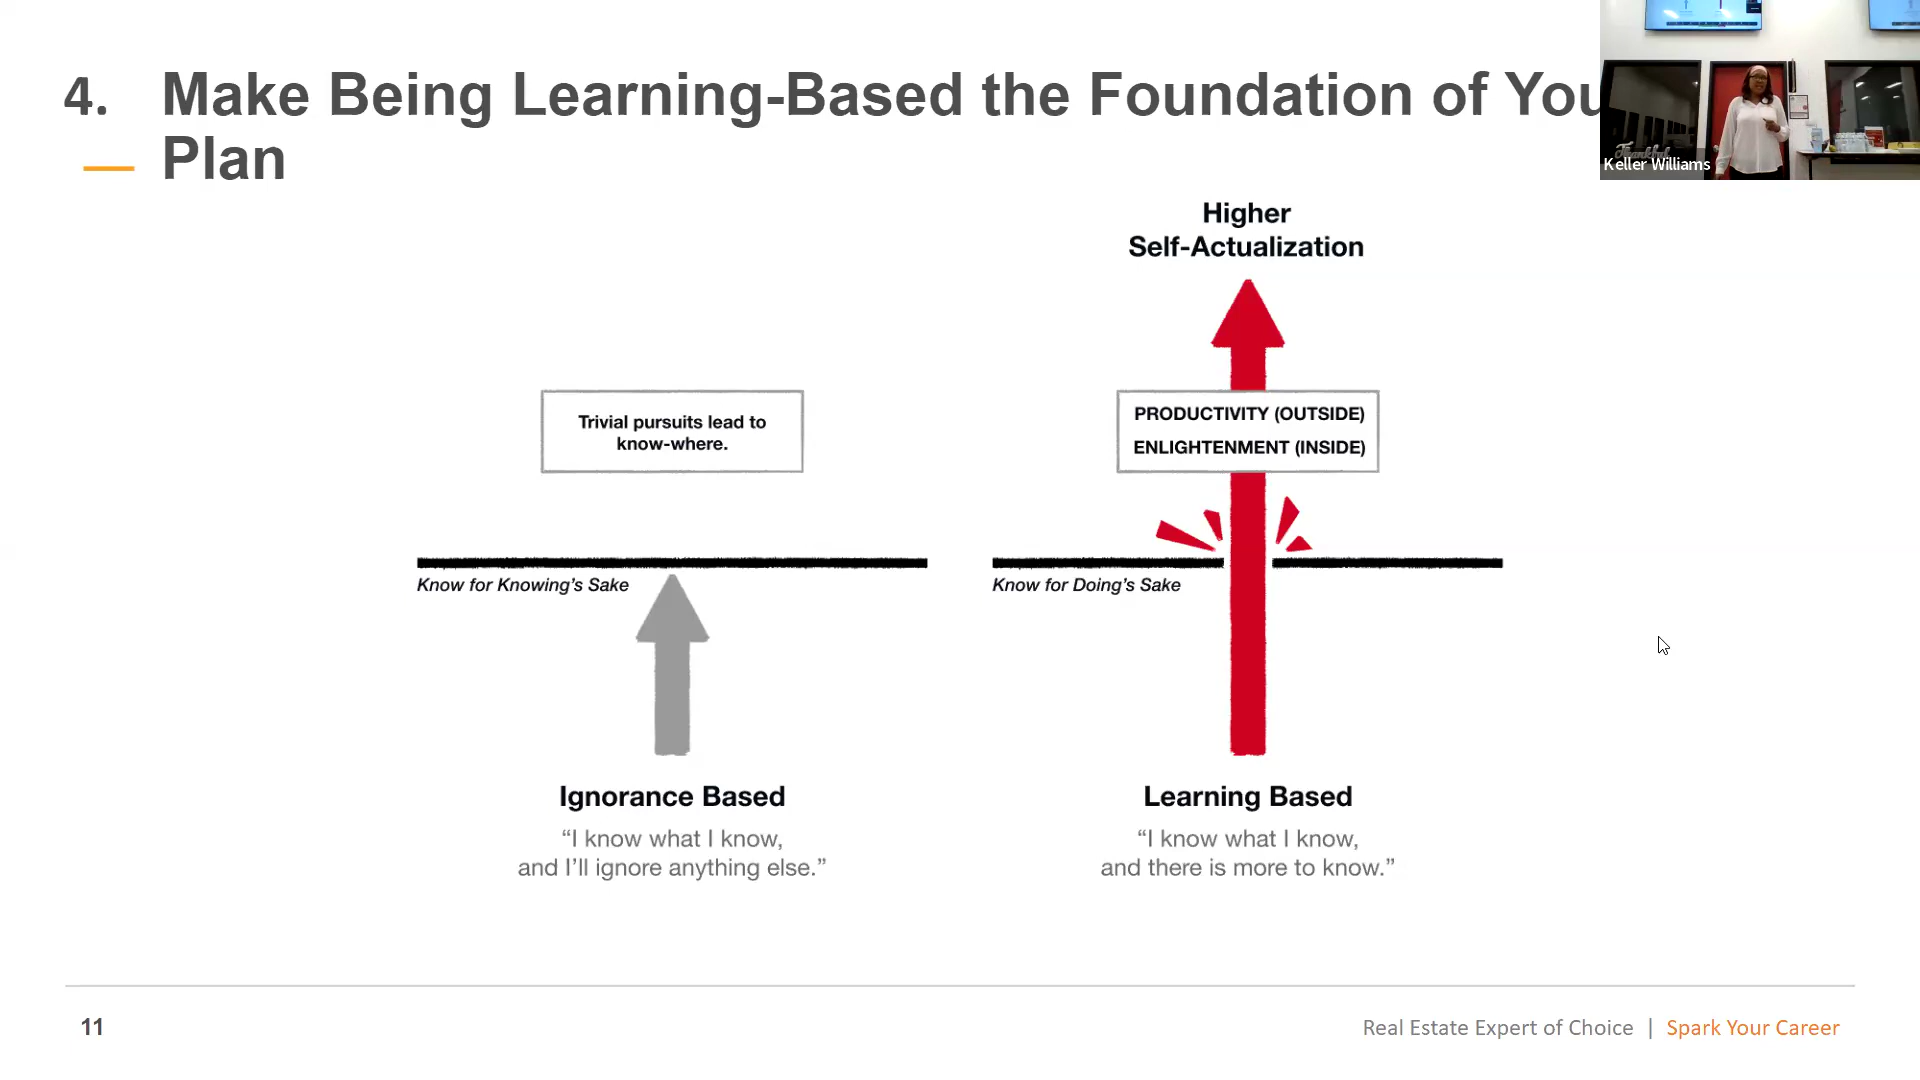 4. Make Being Learning-Based the Foundation of You
Plan
Keller Williams
Thankful
Higher
Self-Actualization
Trivial pursuits lead to
know-where.
PRODUCTIVITY (OUTSIDE)
ENLIGHTENMENT (INSIDE)
Know for Knowing's Sake
Know for Doing's Sake
Ignorance Based
“I know what I know,
and I’ll ignore anything else.”
Learning Based
“I know what I know,
and there is more to know.”
11
Real Estate Expert of Choice | Spark Your Career